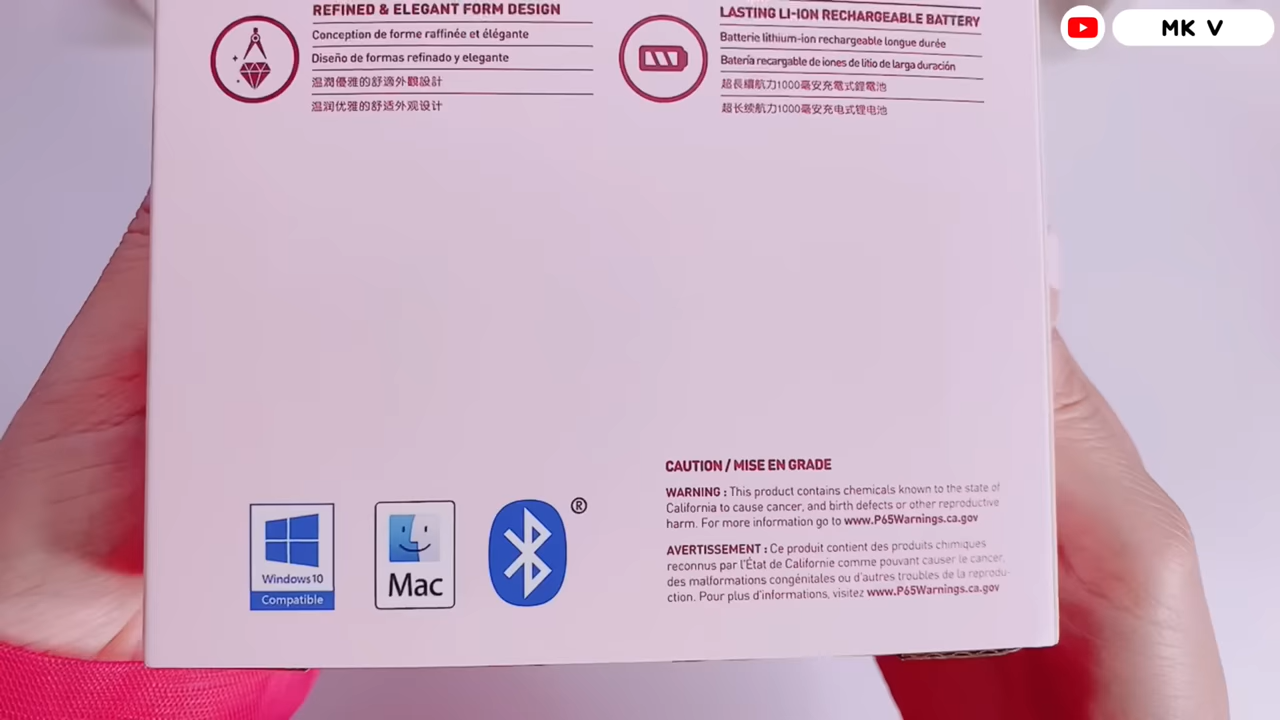 MK V
REFINED & ELEGANT FORM DESIGN
Conception de forme raffinée et élégante
Diseño de formas refinado y elegante
溫潤優雅的舒適外觀設計
温润优雅的舒适外观设计
LASTING LI-ION RECHARGEABLE BATTERY
Batterie lithium-ion rechargeable longue durée
Batería recargable de iones de litio de larga duración
超長續航力1000毫安充電式鋰電池
超长续航力1000毫安充电式锂电池
Windows 10
Compatible
Mac
®
CAUTION / MISE EN GRADE
WARNING : This product contains chemicals known to the state of
California to cause cancer, and birth defects or other reproductive
harm. For more information go to www.P65Warnings.ca.gov
AVERTISSEMENT : Ce produit contient des produits chimiques
reconnus par l'État de Californie comme pouvant causer le cancer,
des malformations congénitales ou d'autres troubles de la reprodu-
ction. Pour plus d'informations, visitez www.P65Warnings.ca.gov